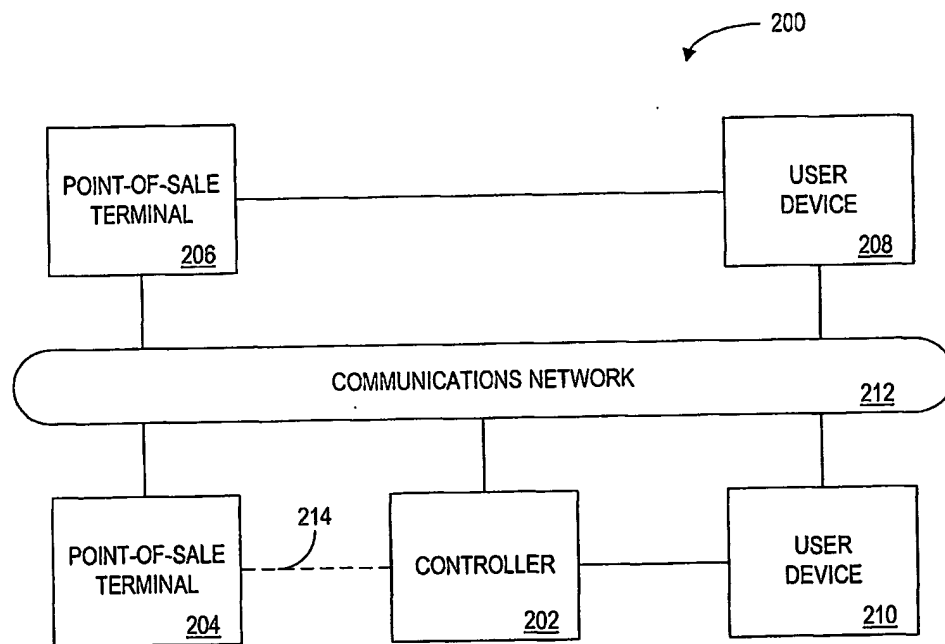 200
POINT-OF-SALE
TERMINAL
206
USER
DEVICE
208
COMMUNICATIONS NETWORK
212
214
POINT-OF-SALE
TERMINAL
204
CONTROLLER
202
USER
DEVICE
210